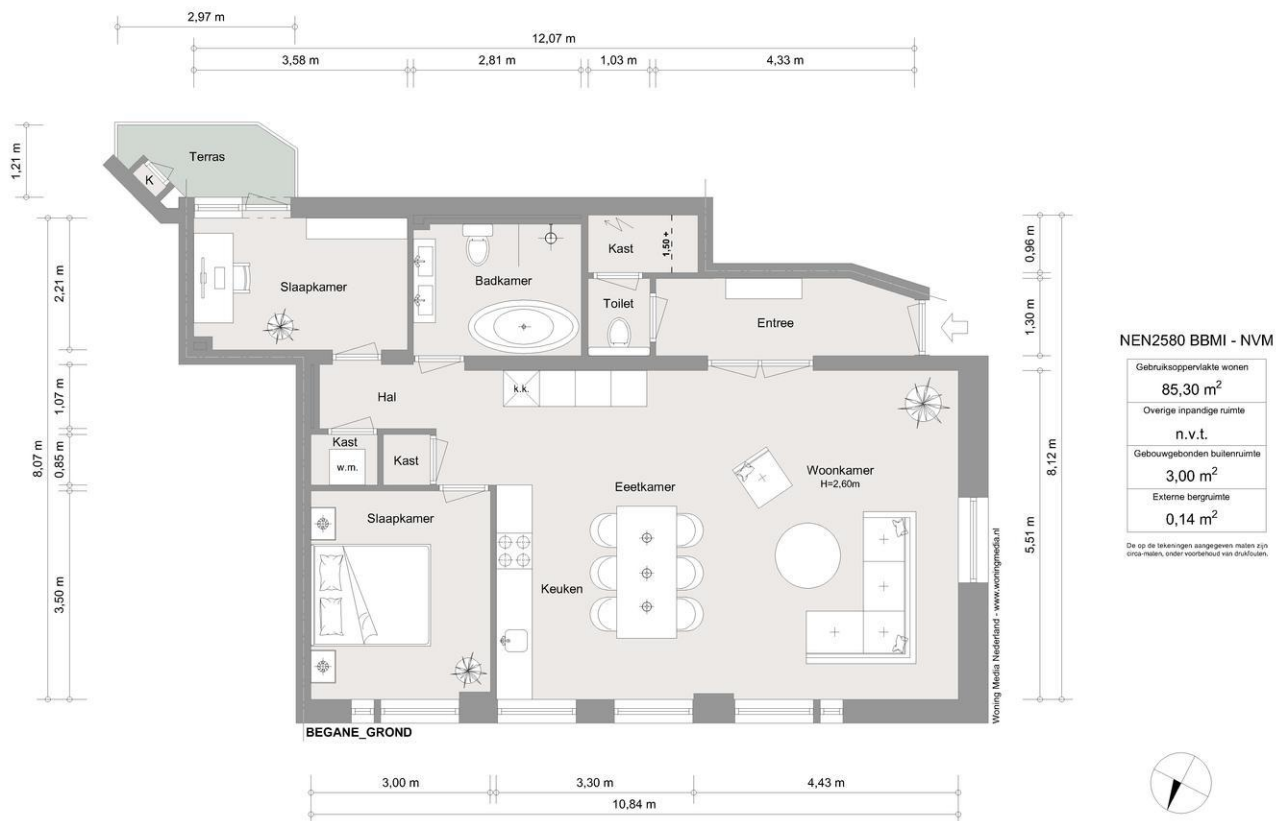 2,97 m
12,07 m
3,58 m
2,81 m
1,03 m
4,33 m
1,21 m
Terras
K
2,21 m
Slaapkamer
Badkamer
Kast
1,50 +
Toilet
Entree
0,96 m
1,30 m
8,07 m
1,07 m
0,85 m
3,50 m
Hal
k.k.
Kast
w.m.
Kast
Slaapkamer
Eeetkamer
Woonkamer
H=2,60m
Keuken
8,12 m
5,51 m
NEN2580 BBMI - NVM
Gebruiksoppervlakte wonen
85,30 m²
Overige inpandige ruimte
n.v.t.
Gebouwgebonden buitenruimte
3,00 m²
Externe bergruimte
0,14 m²
De op de tekeningen aangegeven maten zijn
circa-maten, onder voorbehoud van drukfouten.
Woning Media Nederland - www.woningmedia.nl
BEGANE_GROND
3,00 m
3,30 m
4,43 m
10,84 m